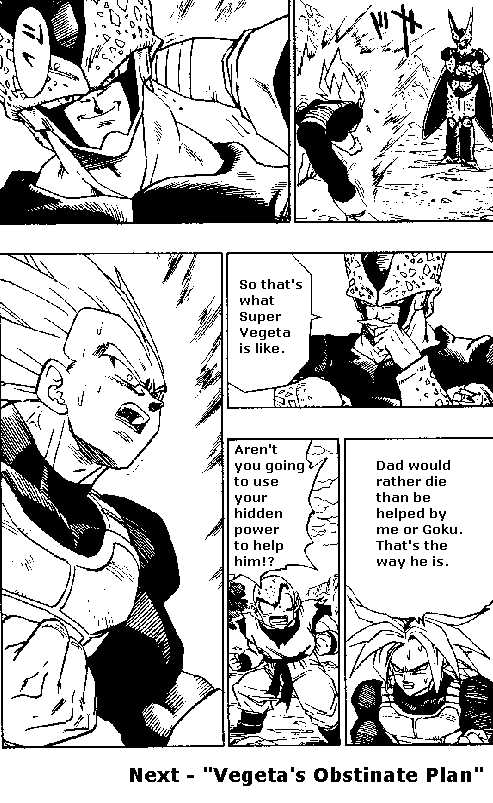 So that's
what
Super
Vegeta
is like.
Aren't
you going
to use
your
hidden
power
to help
him!?
Dad would
rather die
than be
helped by
me or Goku.
That's the
way he is.
Next - "Vegeta's Obstinate Plan"